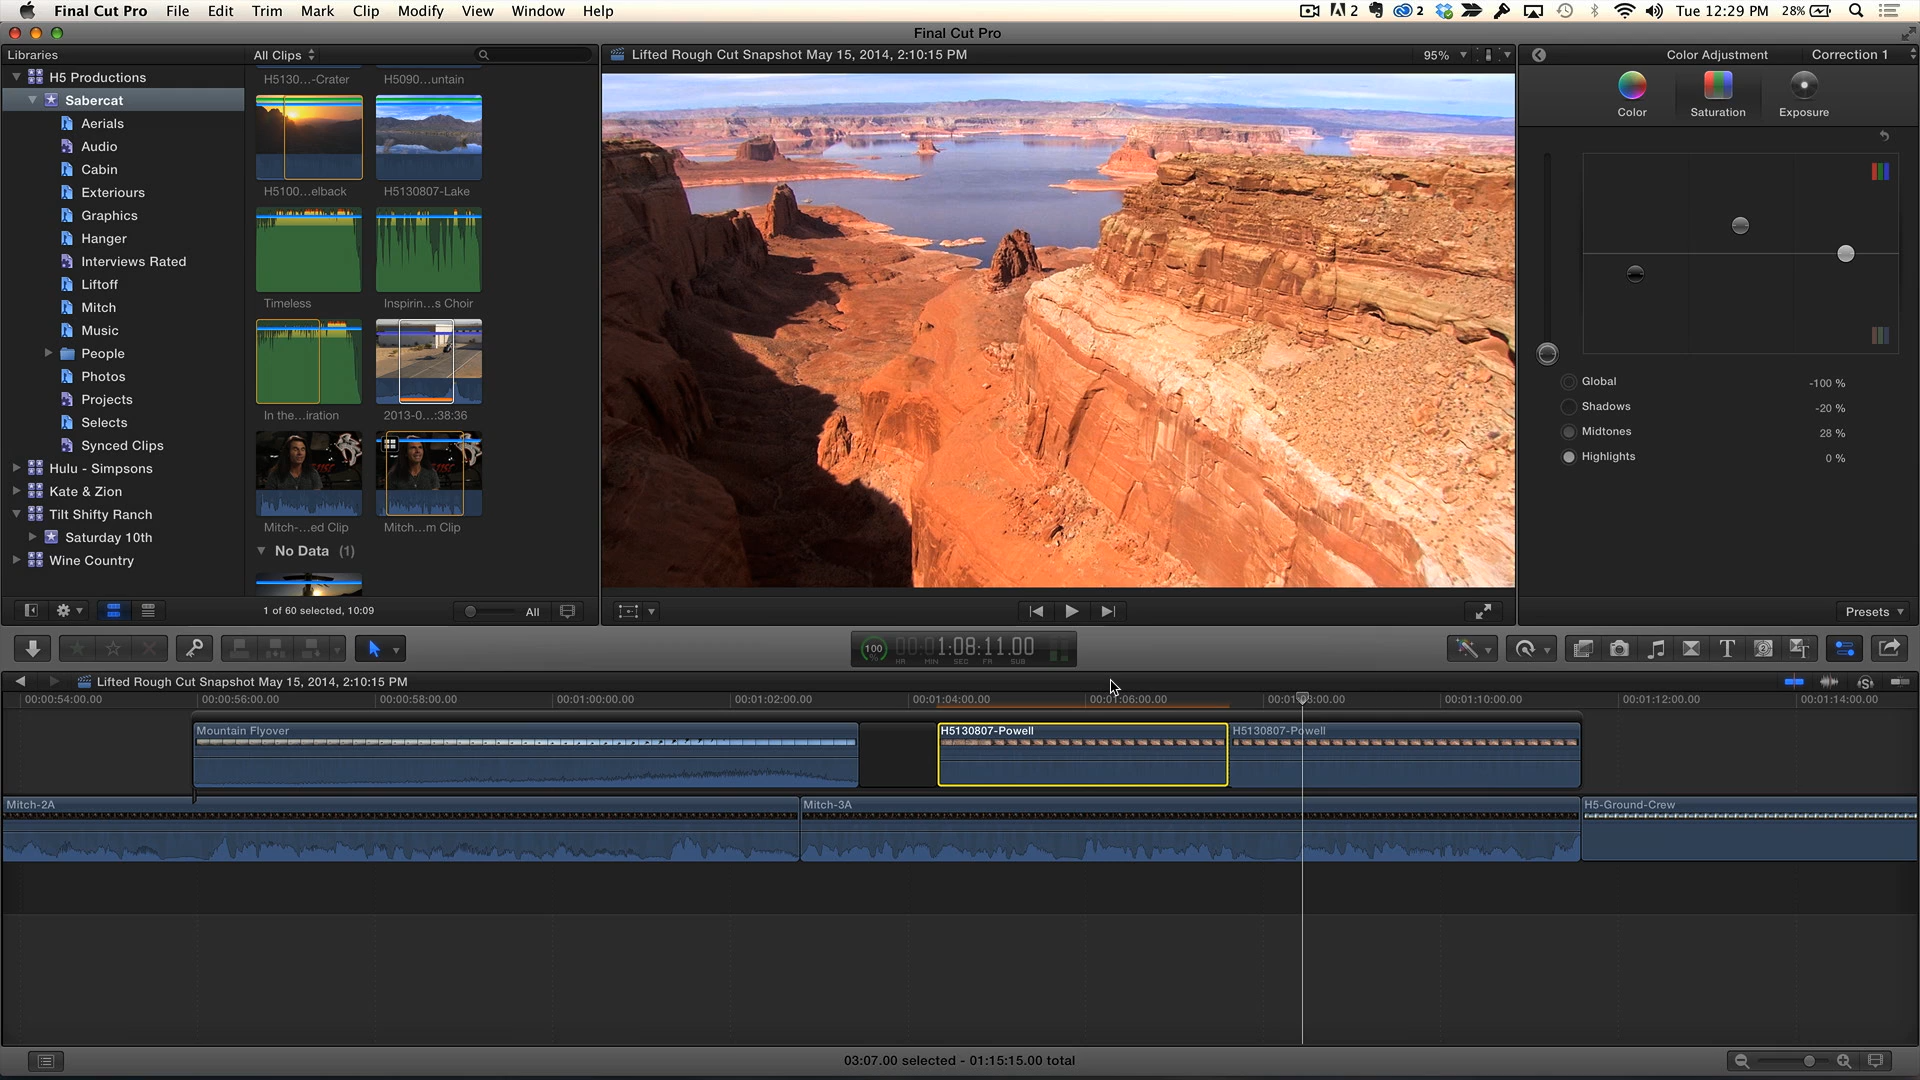 Final Cut Pro File Edit Trim Mark Clip Modify View Window Help 2 2 Tue 12:29 PM 28%
Final Cut Pro
Libraries
All Clips
Lifted Rough Cut Snapshot May 15, 2014, 2:10:15 PM
95%
Color Adjustment Correction 1
H5 Productions
Sabercat
Aerials
Audio
Cabin
Exteriours
Graphics
Hanger
Interviews Rated
Liftoff
Mitch
Music
People
Photos
Projects
Selects
Synced Clips
Hulu - Simpsons
Kate & Zion
Tilt Shifty Ranch
Saturday 10th
Wine Country
H5130...-Crater H5090...untain
H5100...elback H5130807-Lake
Timeless Inspirin...s Choir
In the...iration 2013-0...:38:36
Mitch-...ed Clip Mitch...m Clip
No Data (1)
1 of 60 selected, 10:09
All
Color Saturation Exposure
Global -100 %
Shadows -20 %
Midtones 28 %
Highlights 0 %
Presets
100 % 00:01:08:11.00
HR MIN SEC FR SUB
Lifted Rough Cut Snapshot May 15, 2014, 2:10:15 PM
00:00:54:00.00 00:00:56:00.00 00:00:58:00.00 00:01:00:00.00 00:01:02:00.00 00:01:04:00.00 00:01:06:00.00 00:01:08:00.00 00:01:10:00.00 00:01:12:00.00 00:01:14:00.00
Mountain Flyover H5130807-Powell H5130807-Powell
Mitch-2A Mitch-3A H5-Ground-Crew
03:07.00 selected - 01:15:15.00 total